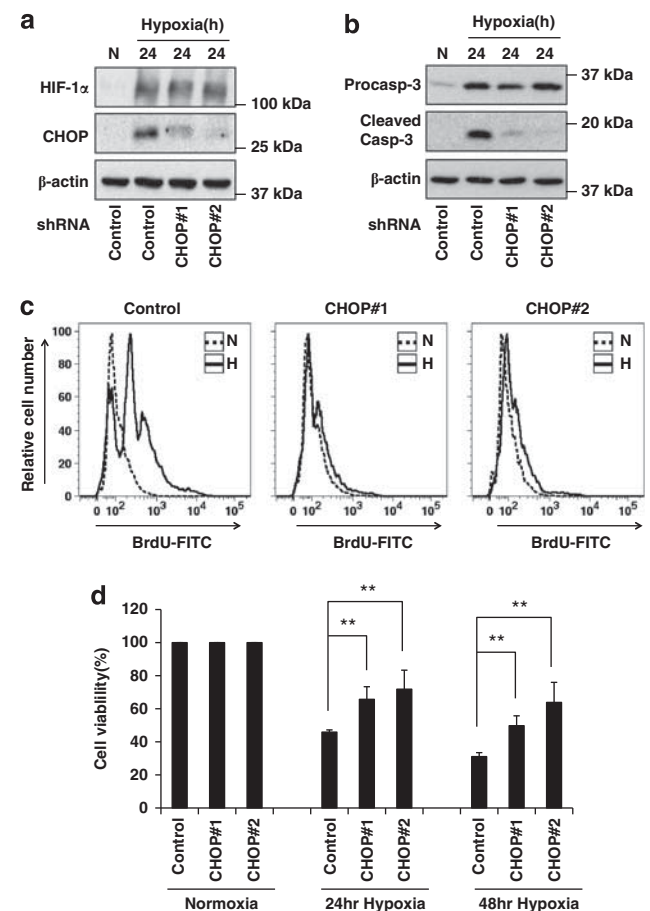 a
Hypoxia(h)
N 24 24 24
HIF-1α
100 kDa
CHOP
25 kDa
β-actin
37 kDa
shRNA
Control
Control
CHOP#1
CHOP#2
b
Hypoxia(h)
N 24 24 24
Procasp-3
37 kDa
Cleaved
Casp-3
20 kDa
β-actin
37 kDa
shRNA
Control
Control
CHOP#1
CHOP#2
c
Control
CHOP#1
CHOP#2
Relative cell number
100
80
60
40
20
0
N
H
N
H
N
H
0 10² 10³ 10⁴ 10⁵
0 10² 10³ 10⁴ 10⁵
0 10² 10³ 10⁴ 10⁵
BrdU-FITC
BrdU-FITC
BrdU-FITC
d
Cell viablility(%)
120
100
80
60
40
20
0
**
**
**
**
Control
CHOP#1
CHOP#2
Control
CHOP#1
CHOP#2
Control
CHOP#1
CHOP#2
Normoxia
24hr Hypoxia
48hr Hypoxia